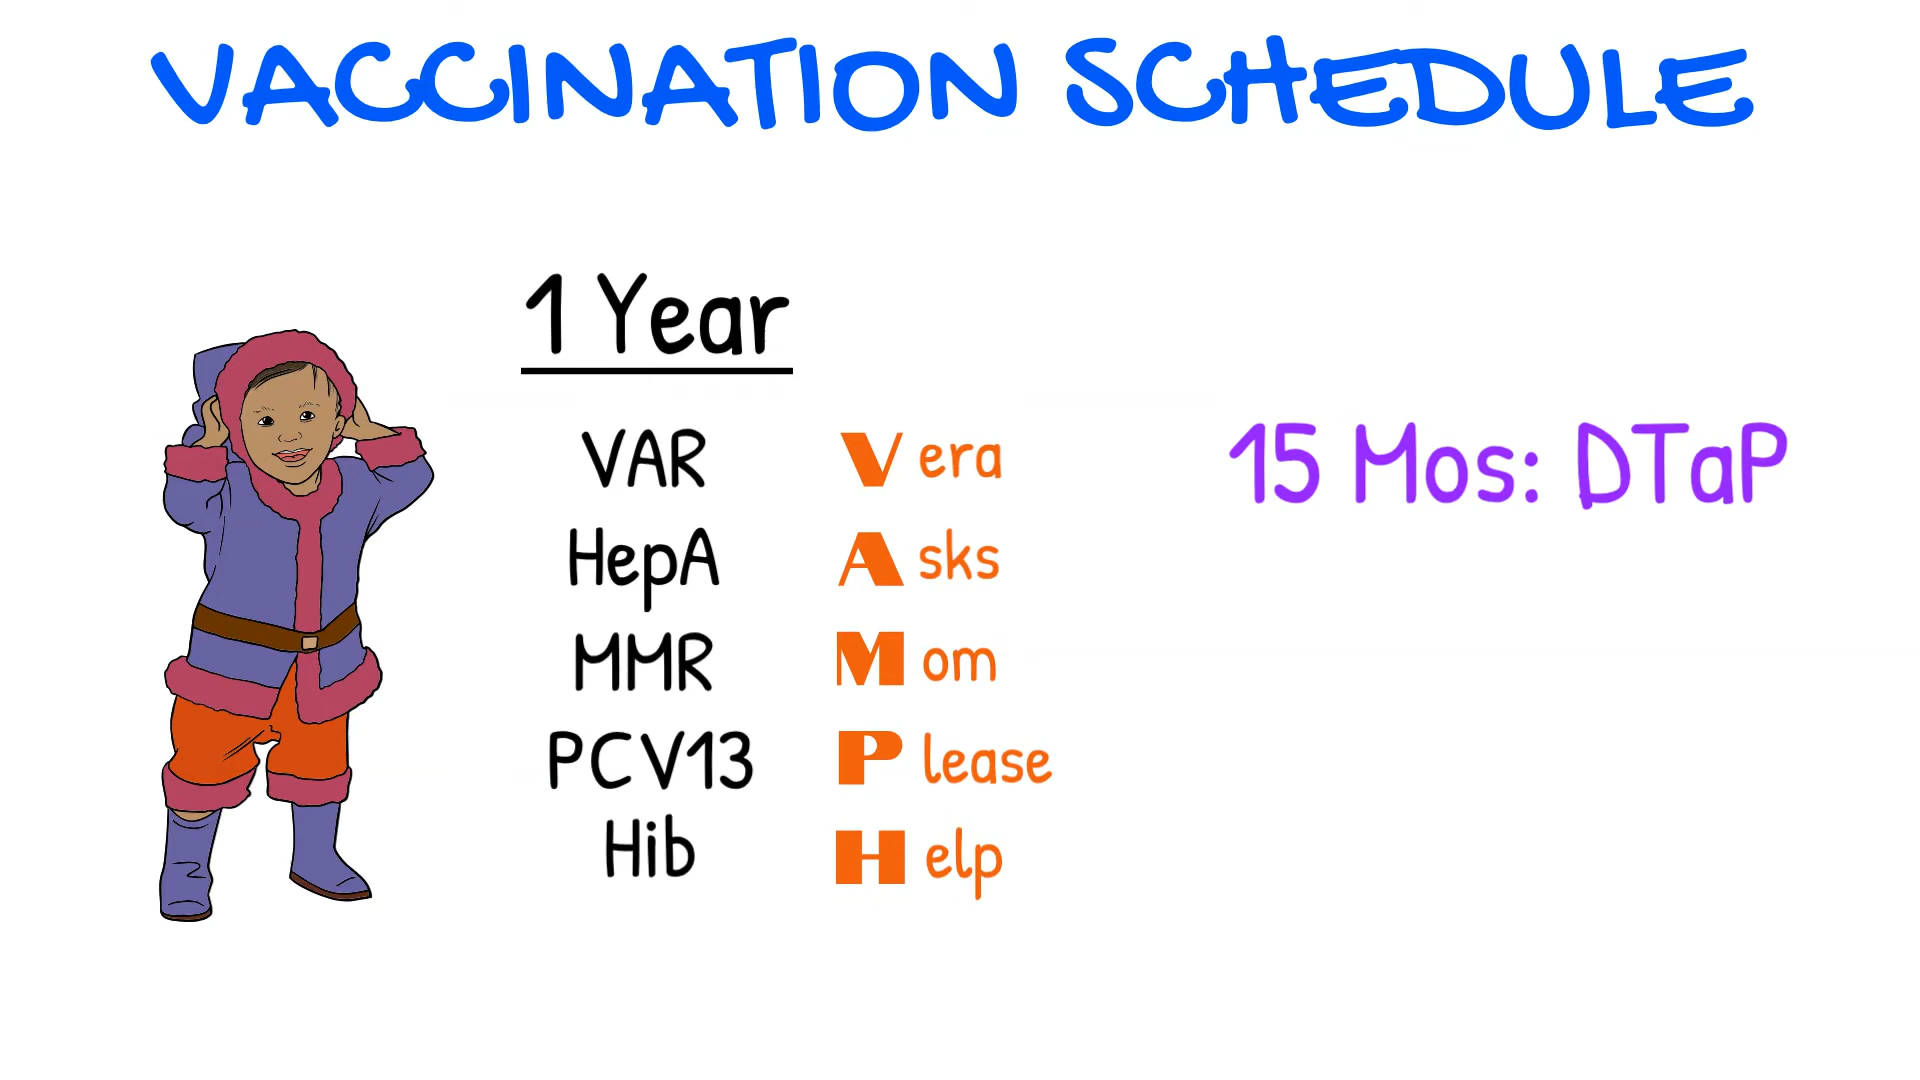 VACCINATION SCHEDULE
1 Year
VAR Vera
HepA Asks
MMR Mom
PCV13 Please
Hib Help
15 Mos: DTaP